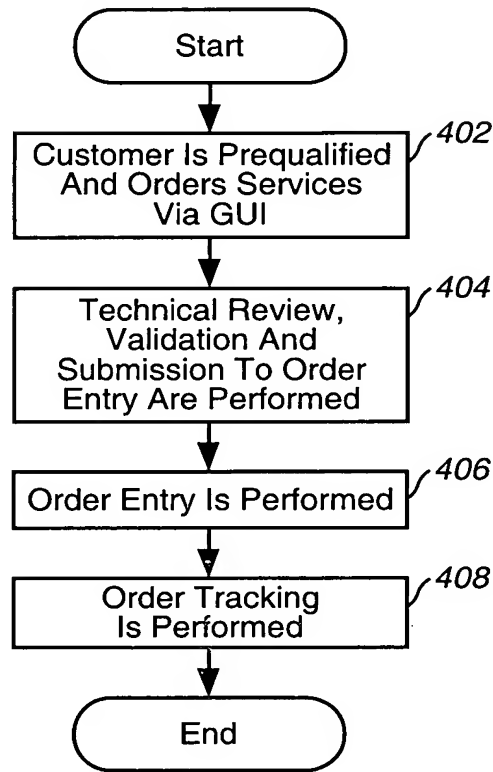 Start
402
Customer Is Prequalified
And Orders Services
Via GUI
404
Technical Review,
Validation And
Submission To Order
Entry Are Performed
406
Order Entry Is Performed
408
Order Tracking
Is Performed
End